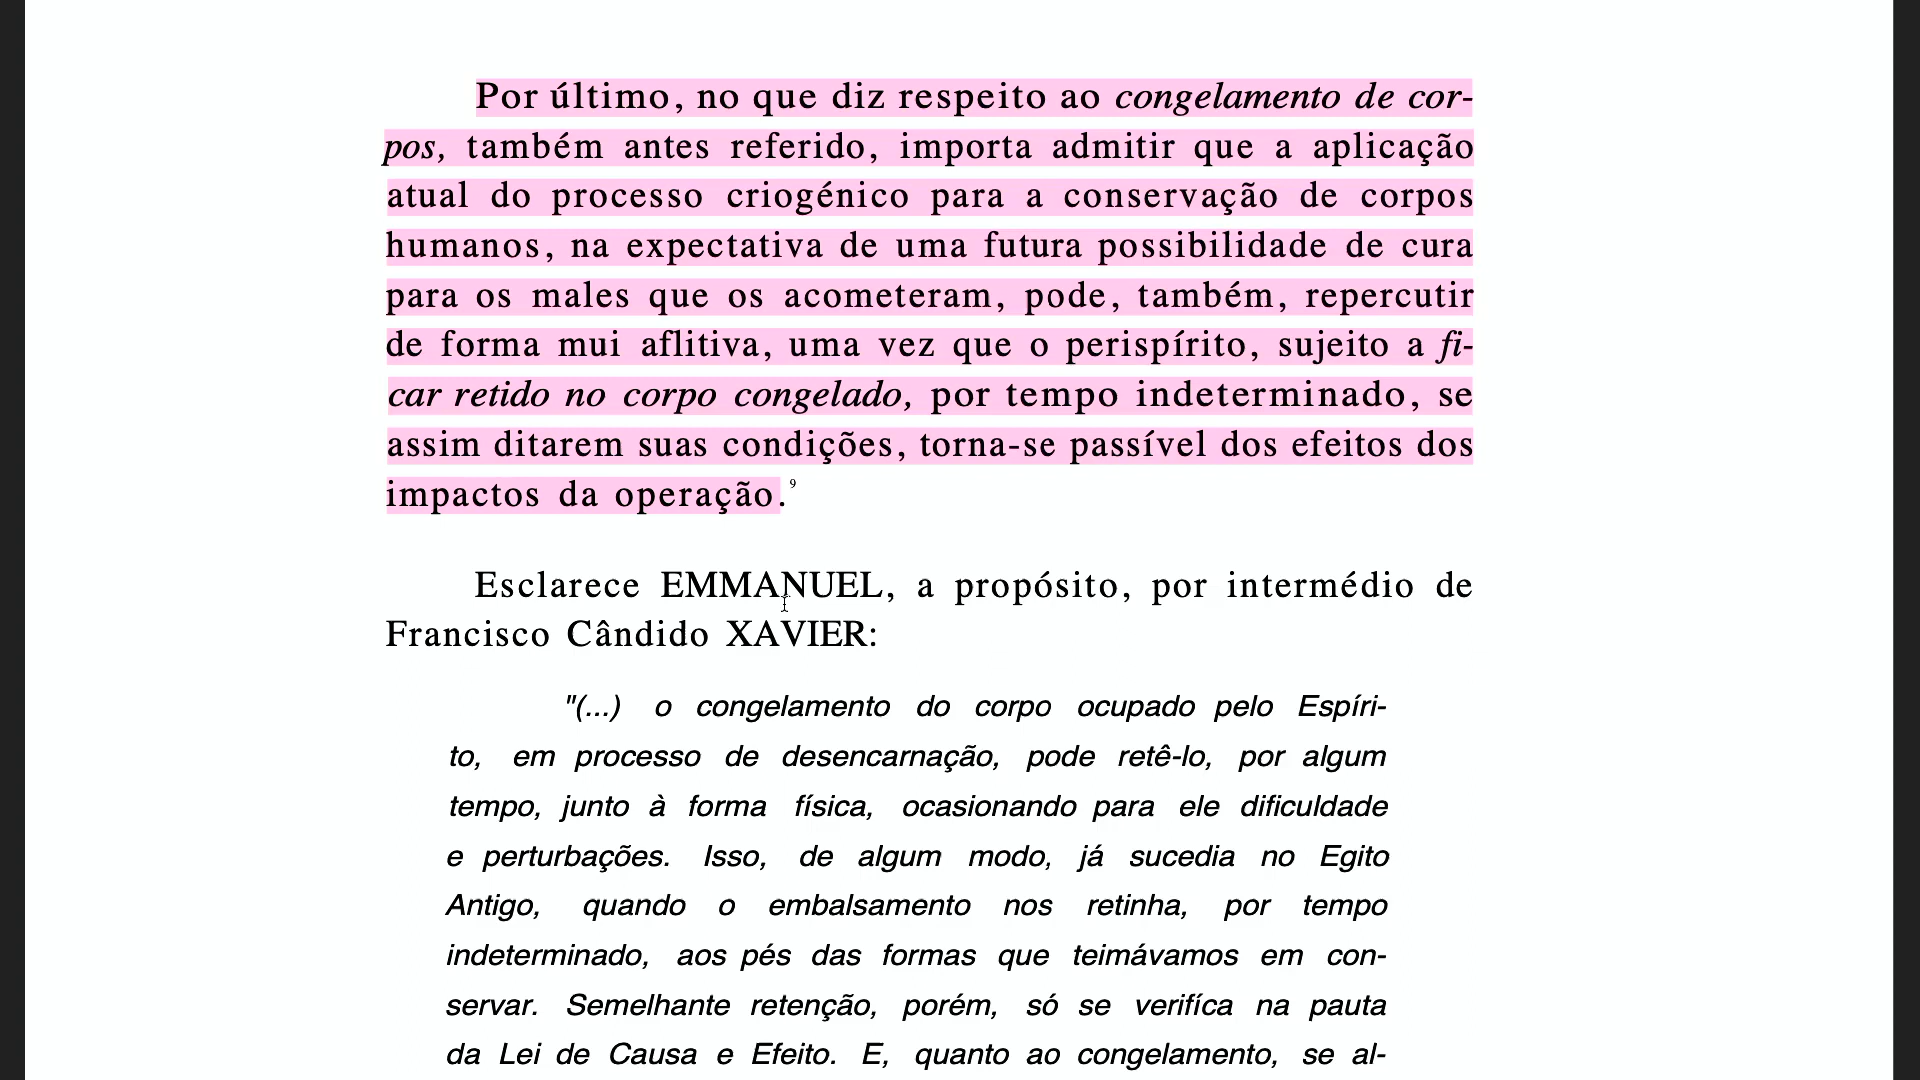 Por último, no que diz respeito ao congelamento de cor-
pos, também antes referido, importa admitir que a aplicação
atual do processo criogénico para a conservação de corpos
humanos, na expectativa de uma futura possibilidade de cura
para os males que os acometeram, pode, também, repercutir
de forma mui aflitiva, uma vez que o perispírito, sujeito a fi-
car retido no corpo congelado, por tempo indeterminado, se
assim ditarem suas condições, torna-se passível dos efeitos dos
impactos da operação.⁹
Esclarece EMMANUEL, a propósito, por intermédio de
Francisco Cândido XAVIER:
"(...) o congelamento do corpo ocupado pelo Espíri-
to, em processo de desencarnação, pode retê-lo, por algum
tempo, junto à forma física, ocasionando para ele dificuldade
e perturbações. Isso, de algum modo, já sucedia no Egito
Antigo, quando o embalsamento nos retinha, por tempo
indeterminado, aos pés das formas que teimávamos em con-
servar. Semelhante retenção, porém, só se verifíca na pauta
da Lei de Causa e Efeito. E, quanto ao congelamento, se al-